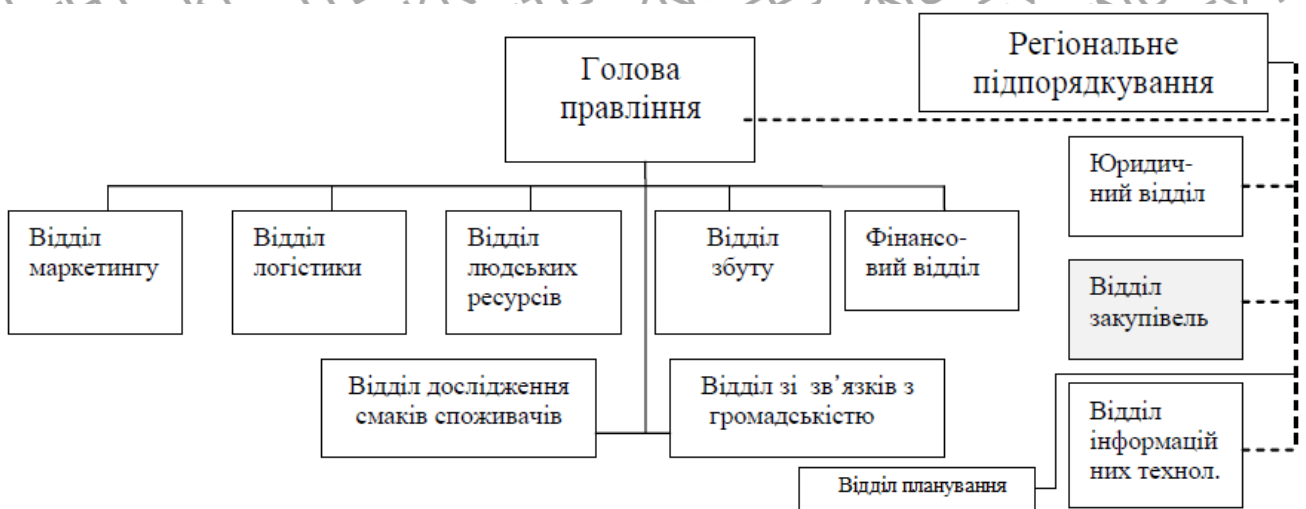 Голова
правління
Регіональне
підпорядкування
Юридич-
ний відділ
Відділ
маркетингу
Відділ
логістики
Відділ
людських
ресурсів
Відділ
збуту
Фінансо-
вий відділ
Відділ
закупівель
Відділ дослідження
смаків споживачів
Відділ зі зв’язків з
громадськістю
Відділ
інформацій
них технол.
Відділ планування